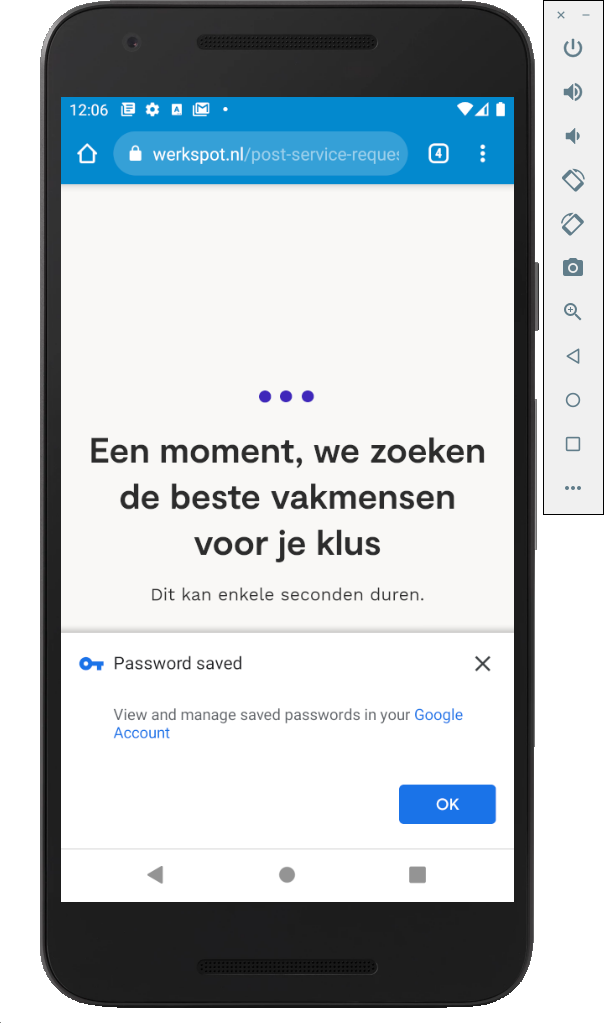 12:06
werkspot.nl/post-service-reques
4
Een moment, we zoeken
de beste vakmensen
voor je klus
Dit kan enkele seconden duren.
Password saved
View and manage saved passwords in your Google
Account
OK